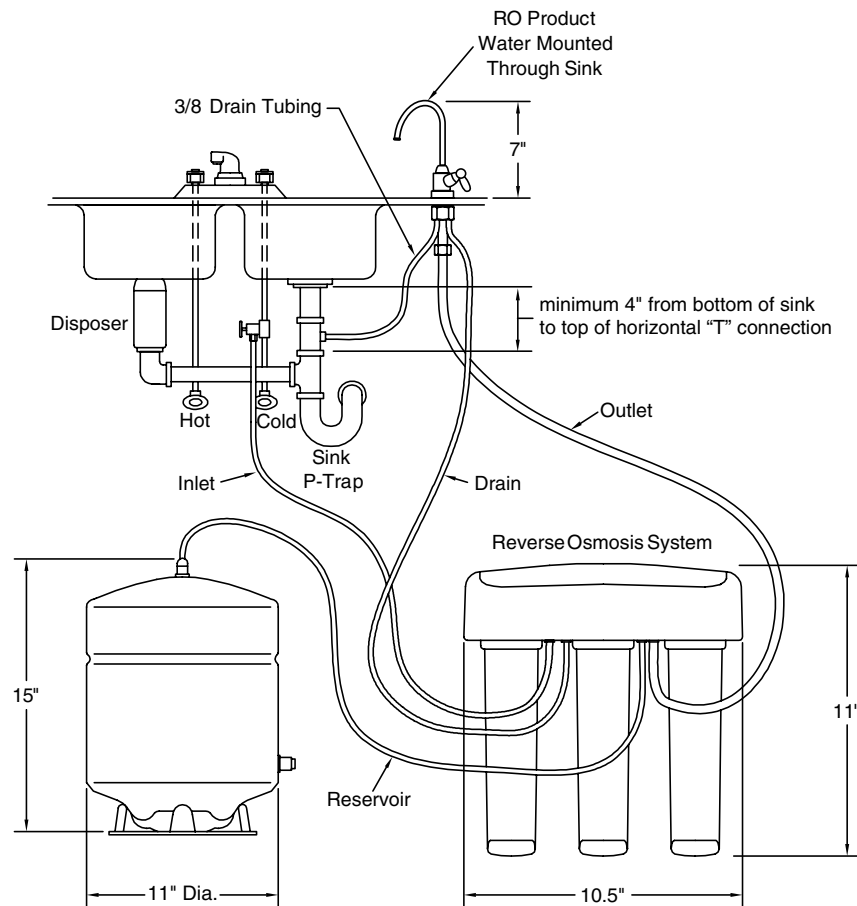 RO Product
Water Mounted
Through Sink
3/8 Drain Tubing
7"
Disposer
minimum 4" from bottom of sink
to top of horizontal “T” connection
Hot
Cold
Outlet
Sink
P-Trap
Inlet
Drain
Reverse Osmosis System
15"
11"
Reservoir
11" Dia.
10.5"